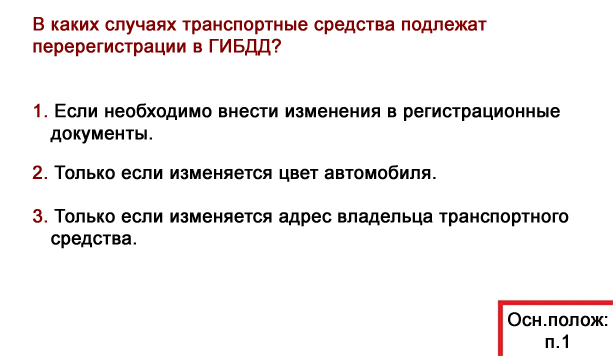 В каких случаях транспортные средства подлежат
перерегистрации в ГИБДД?
1. Если необходимо внести изменения в регистрационные
документы.
2. Только если изменяется цвет автомобиля.
3. Только если изменяется адрес владельца транспортного
средства.
Осн.полож:
п.1